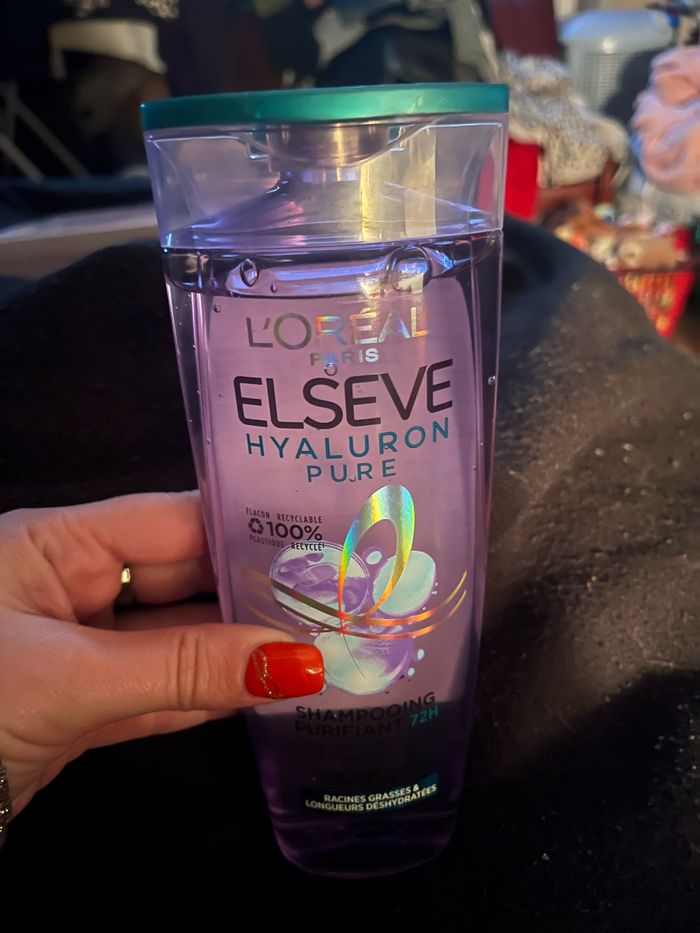 L'ORÉAL
PARIS
ELSEVE
HYALURON
PURE
FLACON RECYCLABLE
100%
PLASTIQUE RECYCLÉ
SHAMPOOING
PURIFIANT 72H
RACINES GRASSES &
LONGUEURS DÉSHYDRATÉES